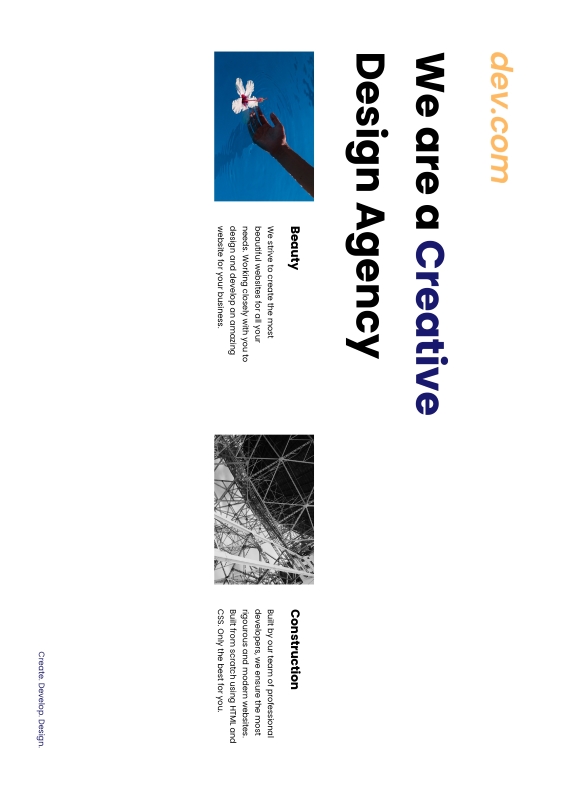 dev.com
We are a Creative
Design Agency
Beauty
We strive to create the most
beautiful websites for all your
needs. Working closely with you to
design and develop an amazing
website for your business.
Construction
Built by our team of professional
developers, we ensure the most
rigourous and modern websites.
Built from scratch using HTML and
CSS. Only the best for you.
Create. Develop. Design.